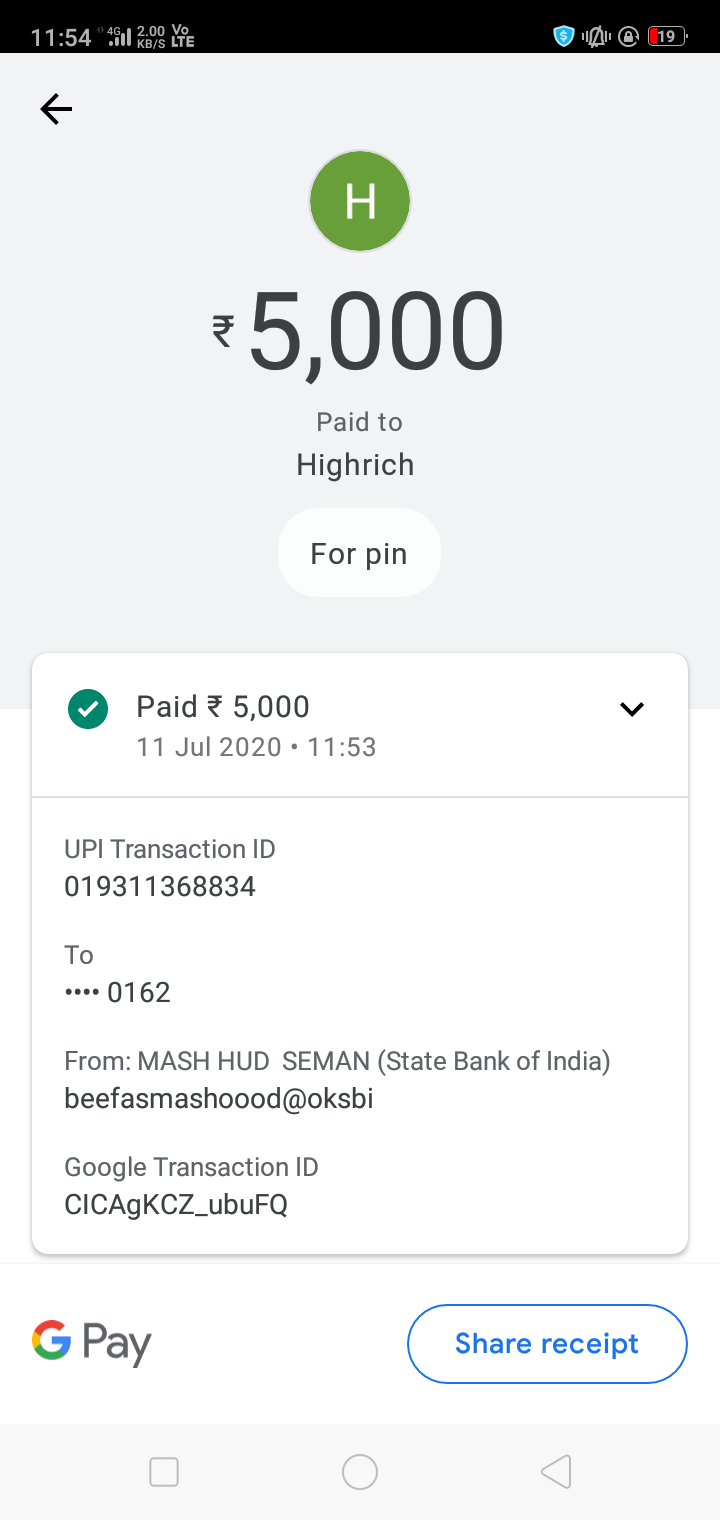 11:54 4G 2.00 KB/S Vo LTE 19
H
₹5,000
Paid to
Highrich
For pin
Paid ₹ 5,000
11 Jul 2020 • 11:53
UPI Transaction ID
019311368834
To
•••• 0162
From: MASH HUD  SEMAN (State Bank of India)
beefasmashoood@oksbi
Google Transaction ID
CICAgKCZ_ubuFQ
G Pay
Share receipt